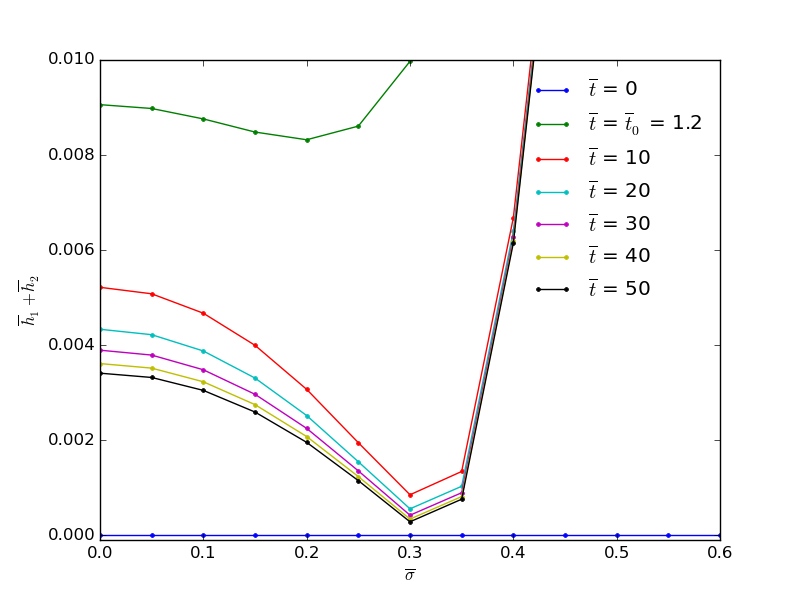 0.010
0.008
0.006
0.004
0.002
0.000
0.0 0.1 0.2 0.3 0.4 0.5 0.6
σ̅
h̅₁ + h̅₂
t̅ = 0
t̅ = t̅₀ = 1.2
t̅ = 10
t̅ = 20
t̅ = 30
t̅ = 40
t̅ = 50